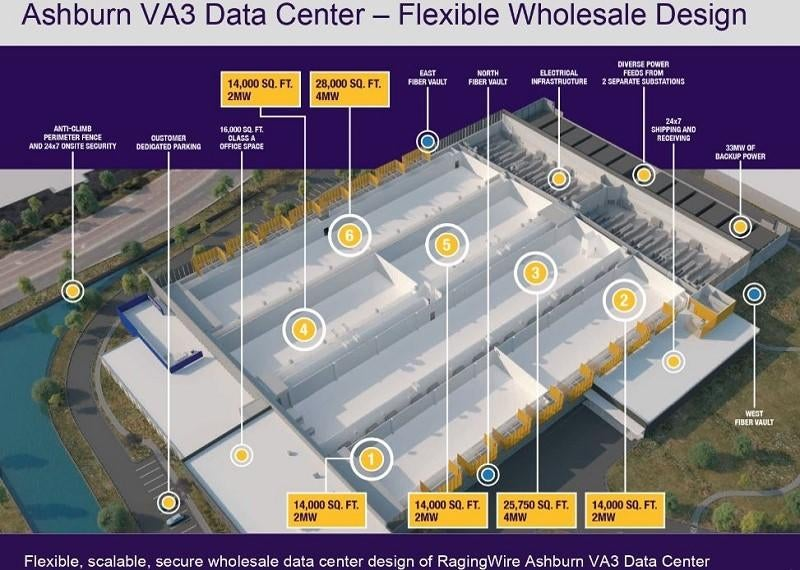 Ashburn VA3 Data Center – Flexible Wholesale Design
14,000 SQ. FT.
2MW
28,000 SQ. FT.
4MW
EAST
FIBER VAULT
NORTH
FIBER VAULT
ELECTRICAL
INFRASTRUCTURE
DIVERSE POWER
FEEDS FROM
2 SEPARATE SUBSTATIONS
ANTI-CLIMB
PERIMETER FENCE
AND 24x7 ONSITE SECURITY
CUSTOMER
DEDICATED PARKING
16,000 SQ. FT.
CLASS A
OFFICE SPACE
24x7
SHIPPING AND
RECEIVING
33MW OF
BACKUP POWER
6
5
3
2
4
1
WEST
FIBER VAULT
14,000 SQ. FT.
2MW
14,000 SQ. FT.
2MW
25,750 SQ. FT.
4MW
14,000 SQ. FT.
2MW
Flexible, scalable, secure wholesale data center design of RagingWire Ashburn VA3 Data Center